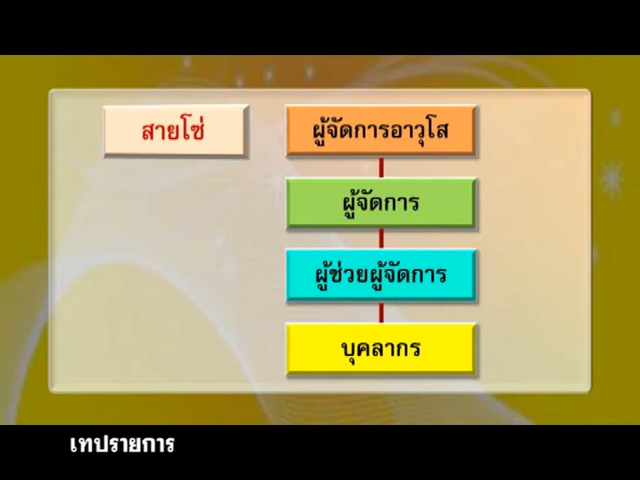 สายโซ่
ผู้จัดการอาวุโส
ผู้จัดการ
ผู้ช่วยผู้จัดการ
บุคลากร
เทปรายการ